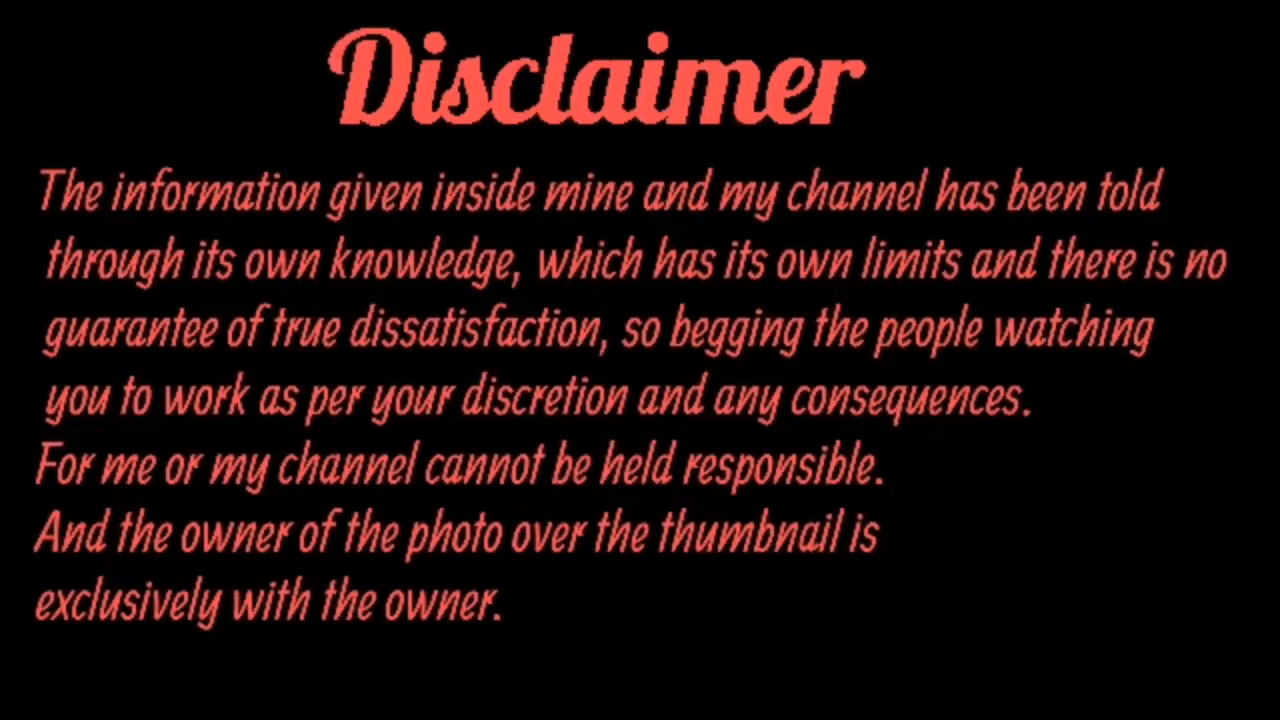 Disclaimer
The information given inside mine and my channel has been told
through its own knowledge, which has its own limits and there is no
guarantee of true dissatisfaction, so begging the people watching
you to work as per your discretion and any consequences.
For me or my channel cannot be held responsible.
And the owner of the photo over the thumbnail is
exclusively with the owner.